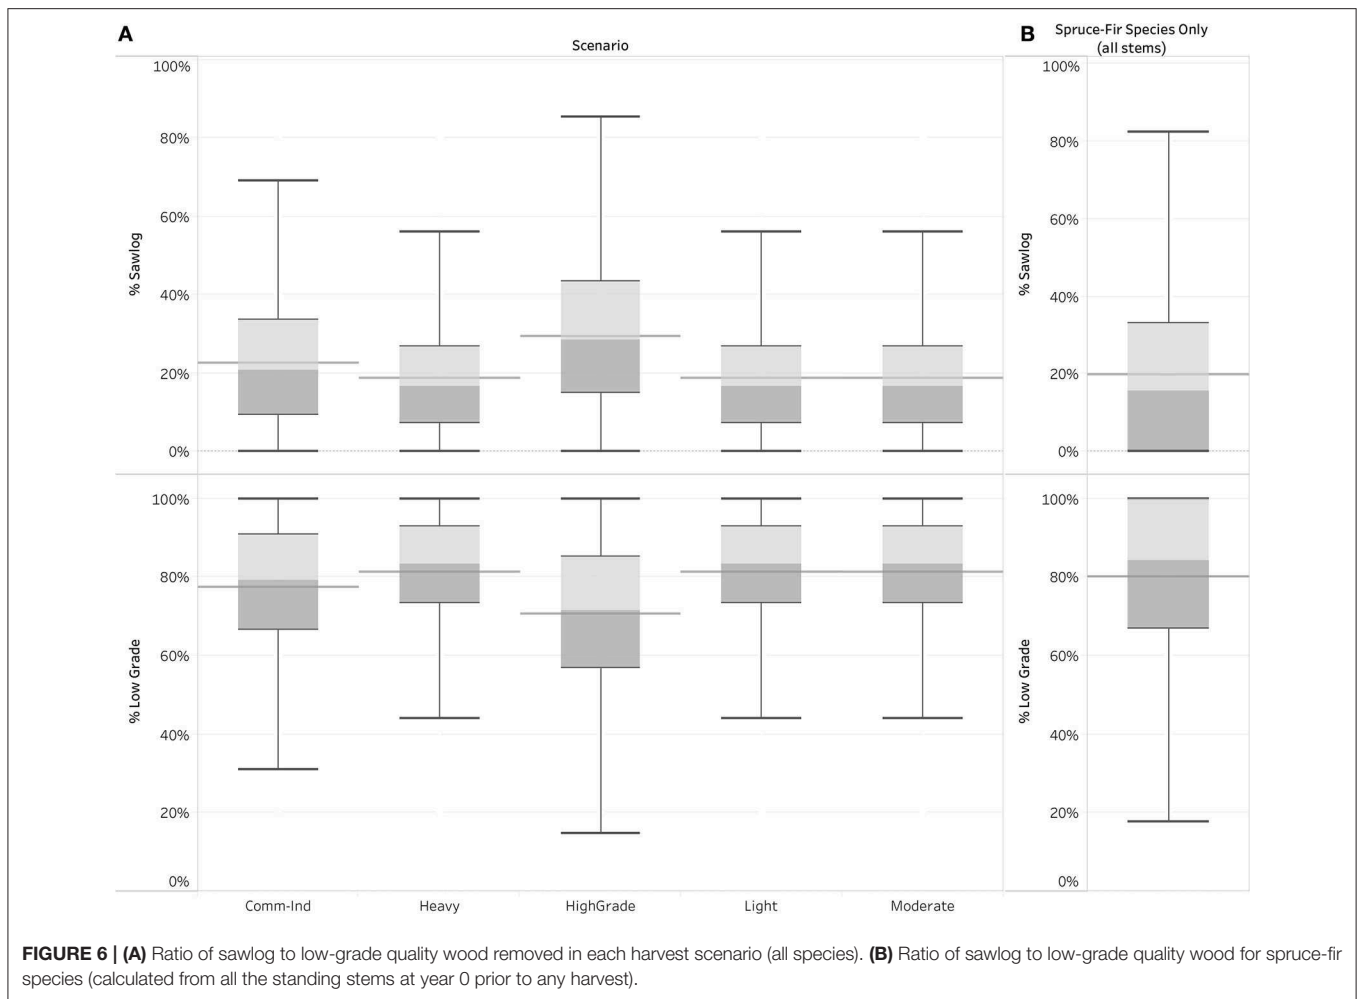 A
Scenario
B
Spruce-Fir Species Only
(all stems)
100%
80%
60%
40%
20%
0%
% Sawlog
100%
80%
60%
40%
20%
0%
% Sawlog
100%
80%
60%
40%
20%
0%
% Low Grade
100%
80%
60%
40%
20%
0%
% Low Grade
Comm-Ind
Heavy
HighGrade
Light
Moderate
FIGURE 6 | (A) Ratio of sawlog to low-grade quality wood removed in each harvest scenario (all species). (B) Ratio of sawlog to low-grade quality wood for spruce-fir
species (calculated from all the standing stems at year 0 prior to any harvest).